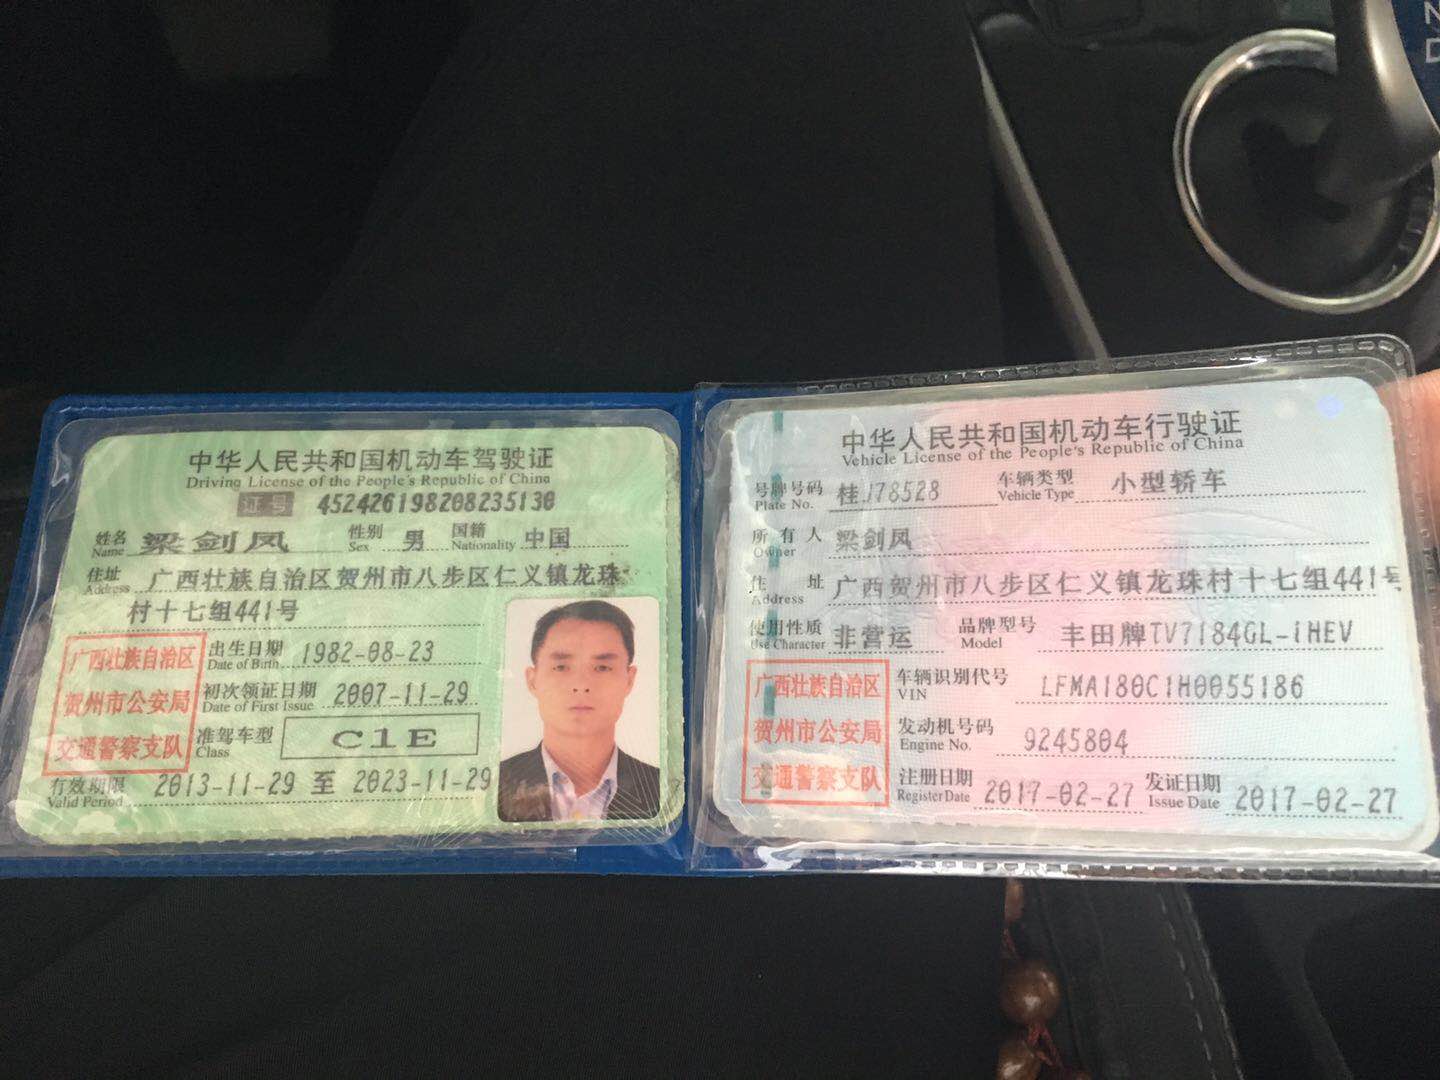 中华人民共和国机动车驾驶证
Driving License of the People's Republic of China
证号 452426198208235130
姓名 Name 梁剑凤 性别 Sex 男 国籍 Nationality 中国
住址 Address 广西壮族自治区贺州市八步区仁义镇龙珠
村十七组441号
广西壮族自治区
贺州市公安局
交通警察支队
出生日期 Date of Birth 1982-08-23
初次领证日期 Date of First Issue 2007-11-29
准驾车型 Class C1E
有效期限 Valid Period 2013-11-29 至 2023-11-29
中华人民共和国机动车行驶证
Vehicle License of the People's Republic of China
号牌号码 Plate No. 桂J78528 车辆类型 Vehicle Type 小型轿车
所有人 Owner 梁剑凤
住址 Address 广西贺州市八步区仁义镇龙珠村十七组441号
使用性质 Use Character 非营运 品牌型号 Model 丰田牌TV7184GL-iHEV
广西壮族自治区
贺州市公安局
交通警察支队
车辆识别代号 VIN LFMA180C1H0055186
发动机号码 Engine No. 9245804
注册日期 Register Date 2017-02-27 发证日期 Issue Date 2017-02-27